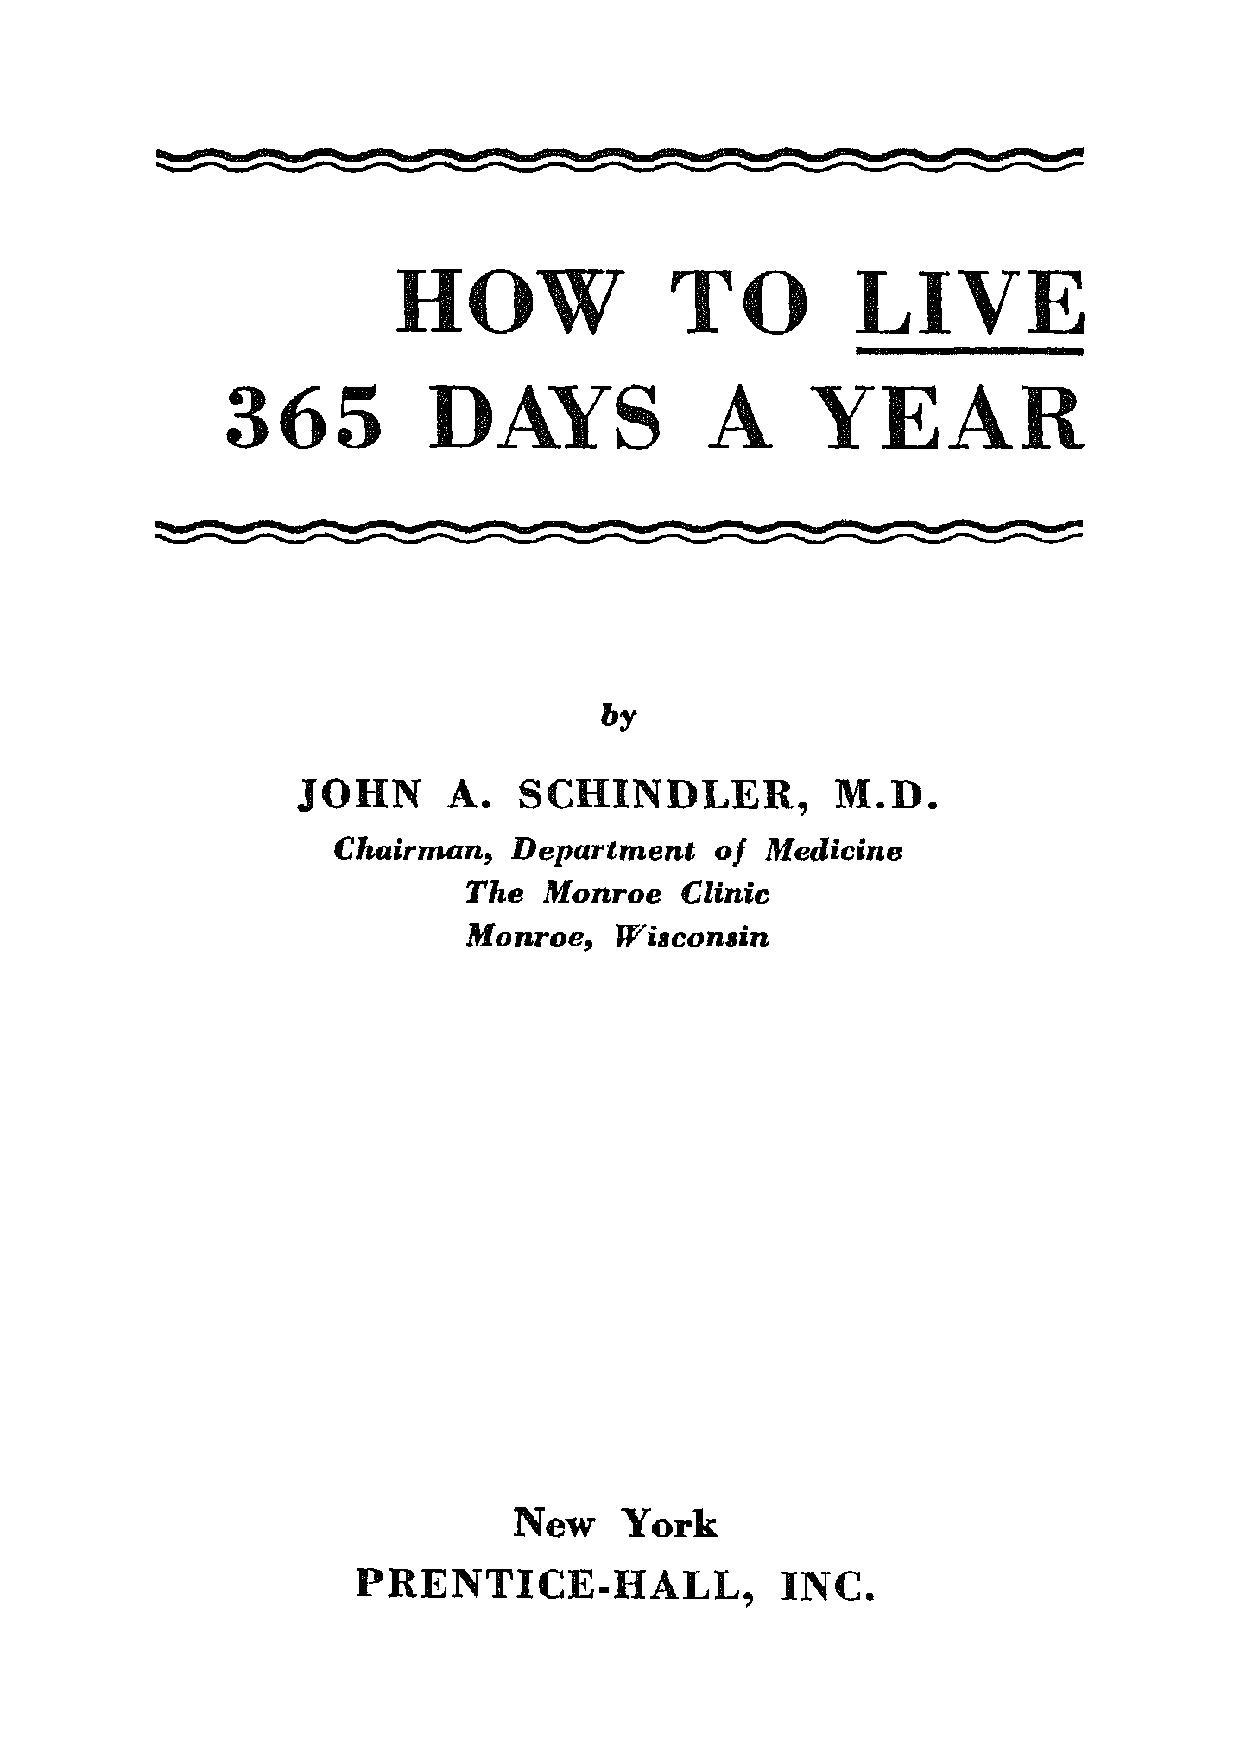 HOW TO LIVE
365 DAYS A YEAR
by
JOHN A. SCHINDLER, M.D.
Chairman, Department of Medicine
The Monroe Clinic
Monroe, Wisconsin
New York
PRENTICE-HALL, INC.